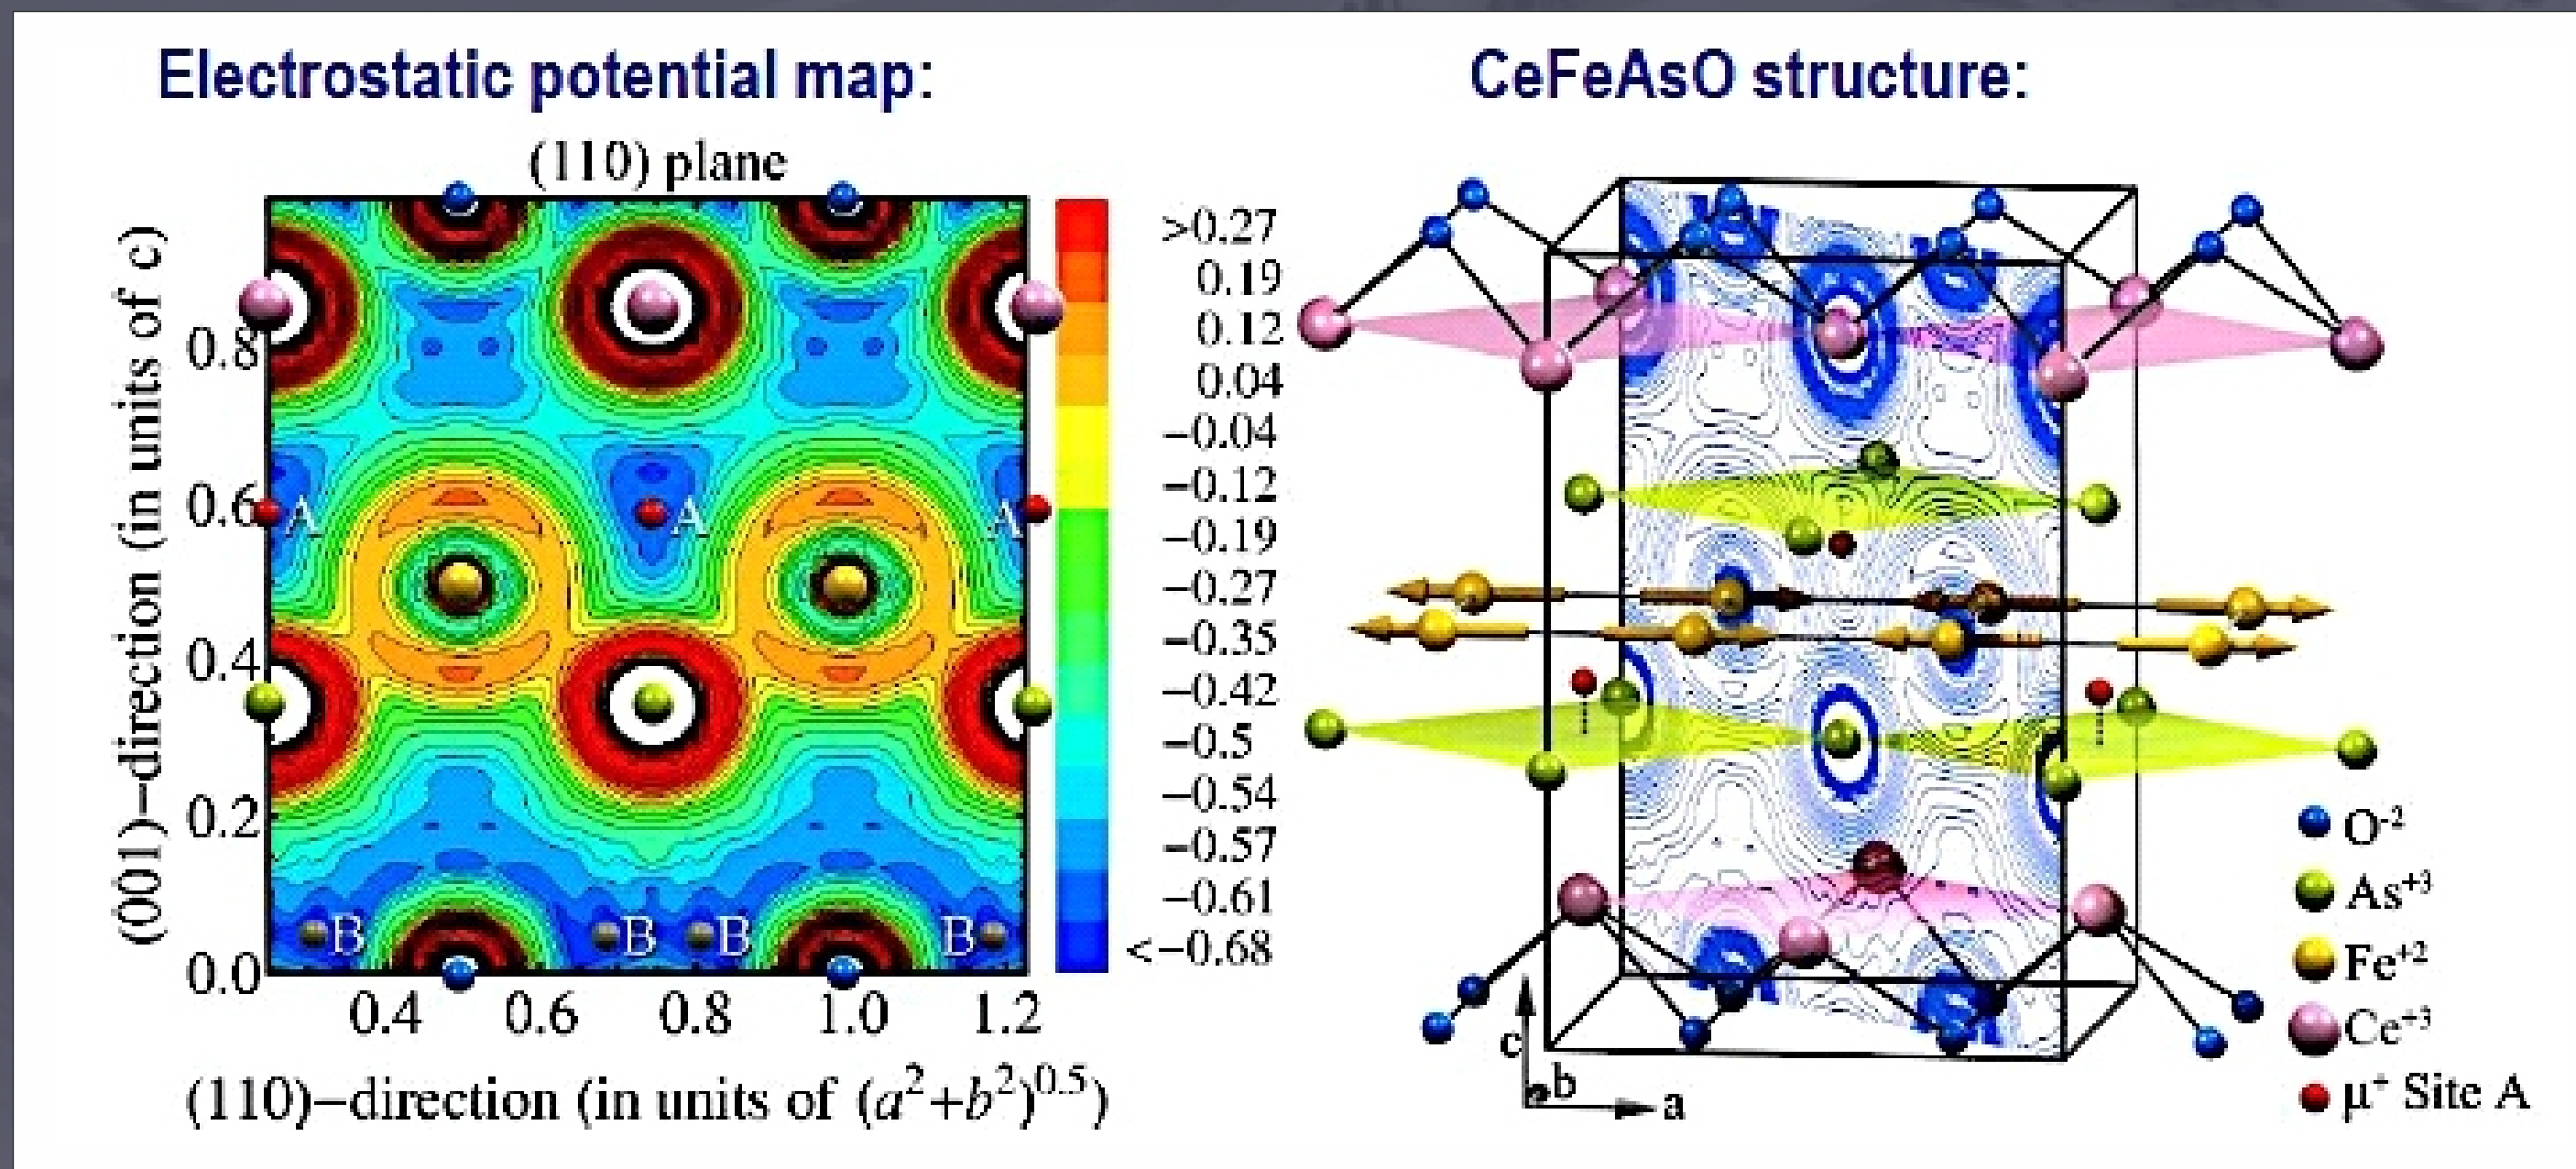 Electrostatic potential map:
(110) plane
(001)−direction (in units of c)
0.8
0.6
0.4
0.2
0.0
A
A
A
B
B
B
B
0.4 0.6 0.8 1.0 1.2
(110)−direction (in units of (a²+b²)^0.5)
>0.27
0.19
0.12
0.04
−0.04
−0.12
−0.19
−0.27
−0.35
−0.42
−0.5
−0.54
−0.57
−0.61
<−0.68
CeFeAsO structure:
c
b
a
O⁻²
As⁺³
Fe⁺²
Ce⁺³
μ⁺ Site A